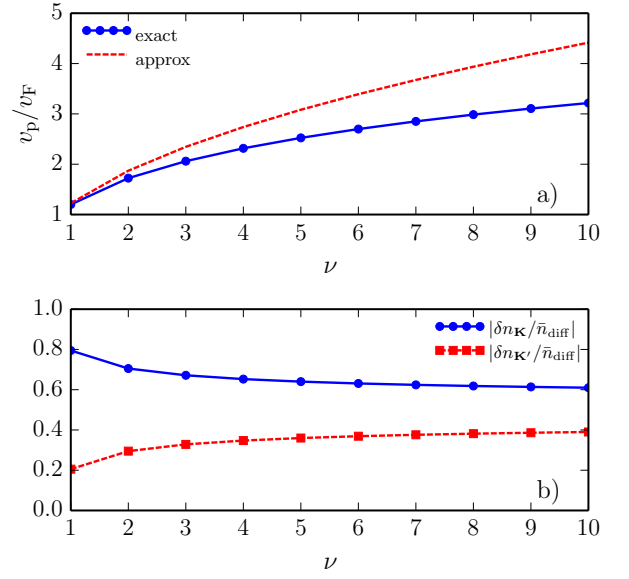 5
4
3
2
1
v_p/v_F
exact
approx
a)
1 2 3 4 5 6 7 8 9 10
ν
1.0
0.8
0.6
0.4
0.2
0.0
|δn_K/n̄_diff|
|δn_K′/n̄_diff|
b)
1 2 3 4 5 6 7 8 9 10
ν